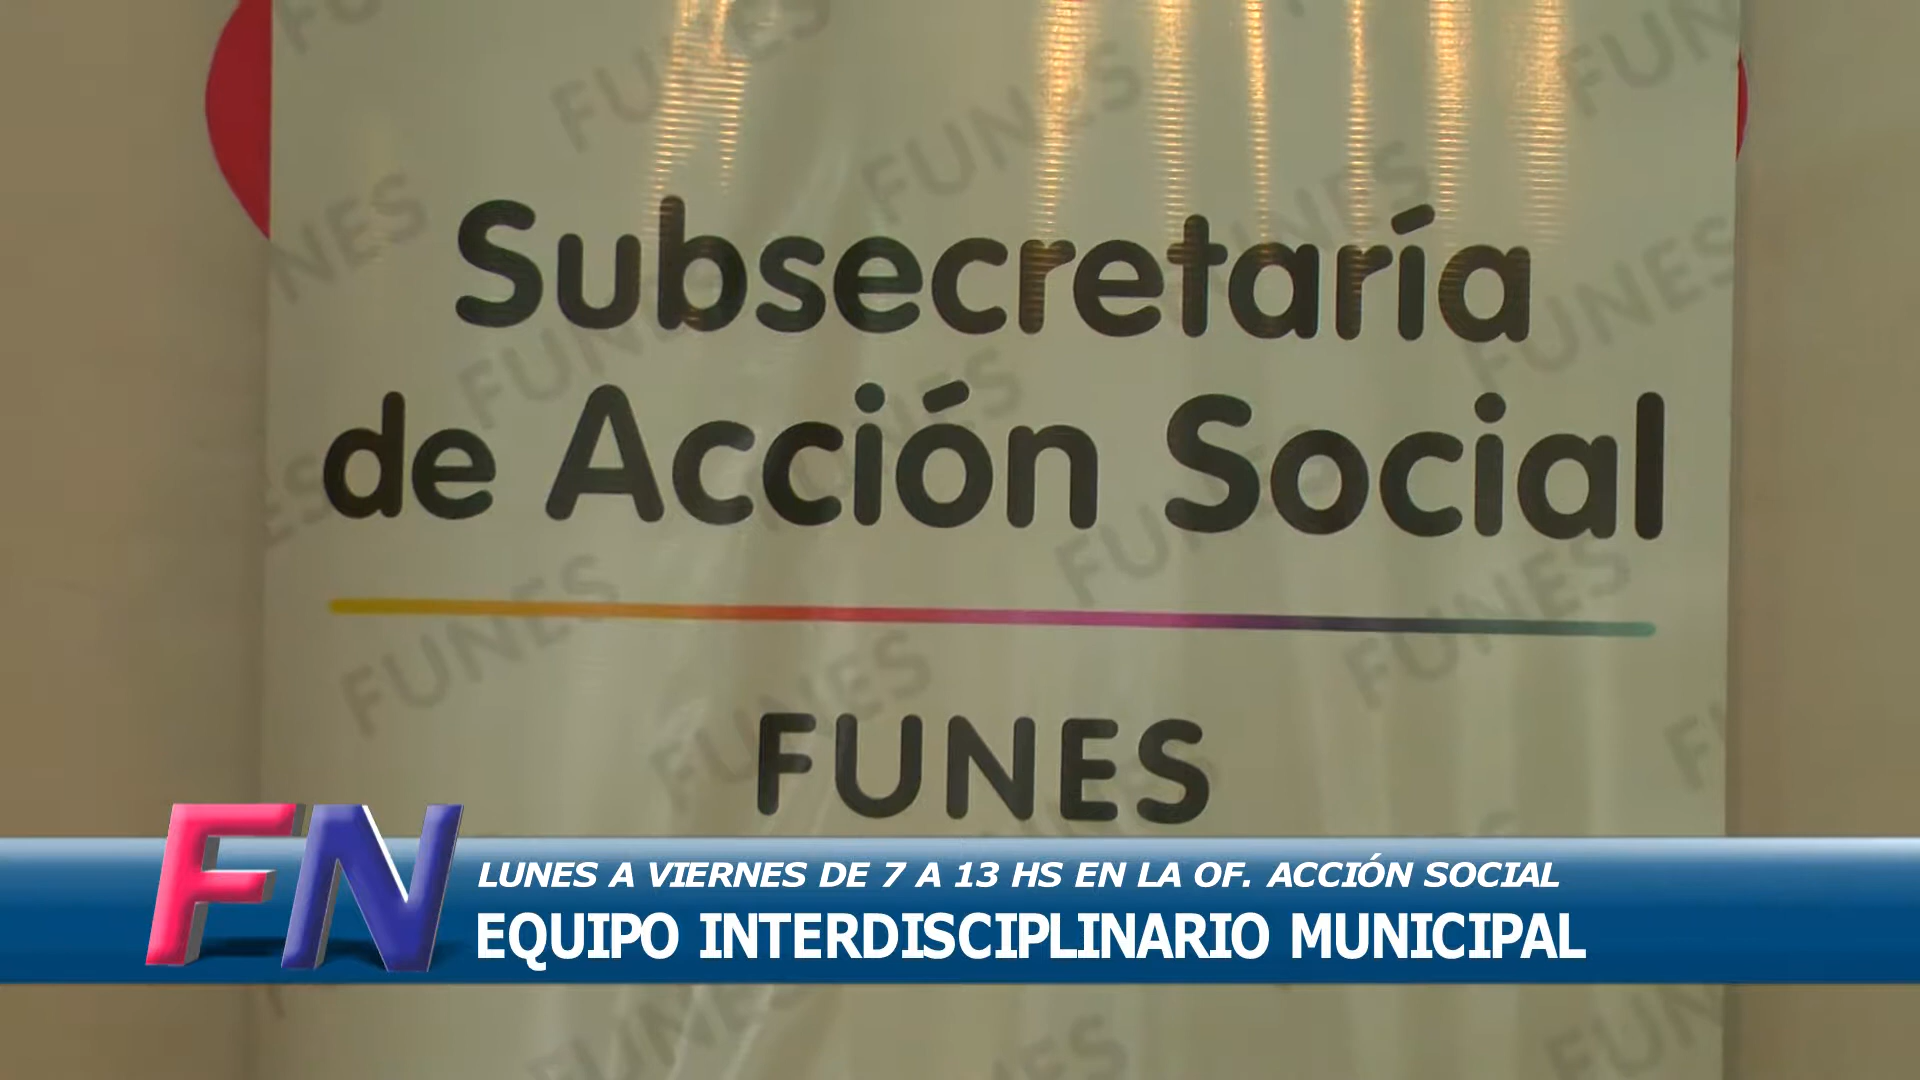 Subsecretaría
de Acción Social
FUNES
FN
LUNES A VIERNES DE 7 A 13 HS EN LA OF. ACCIÓN SOCIAL
EQUIPO INTERDISCIPLINARIO MUNICIPAL